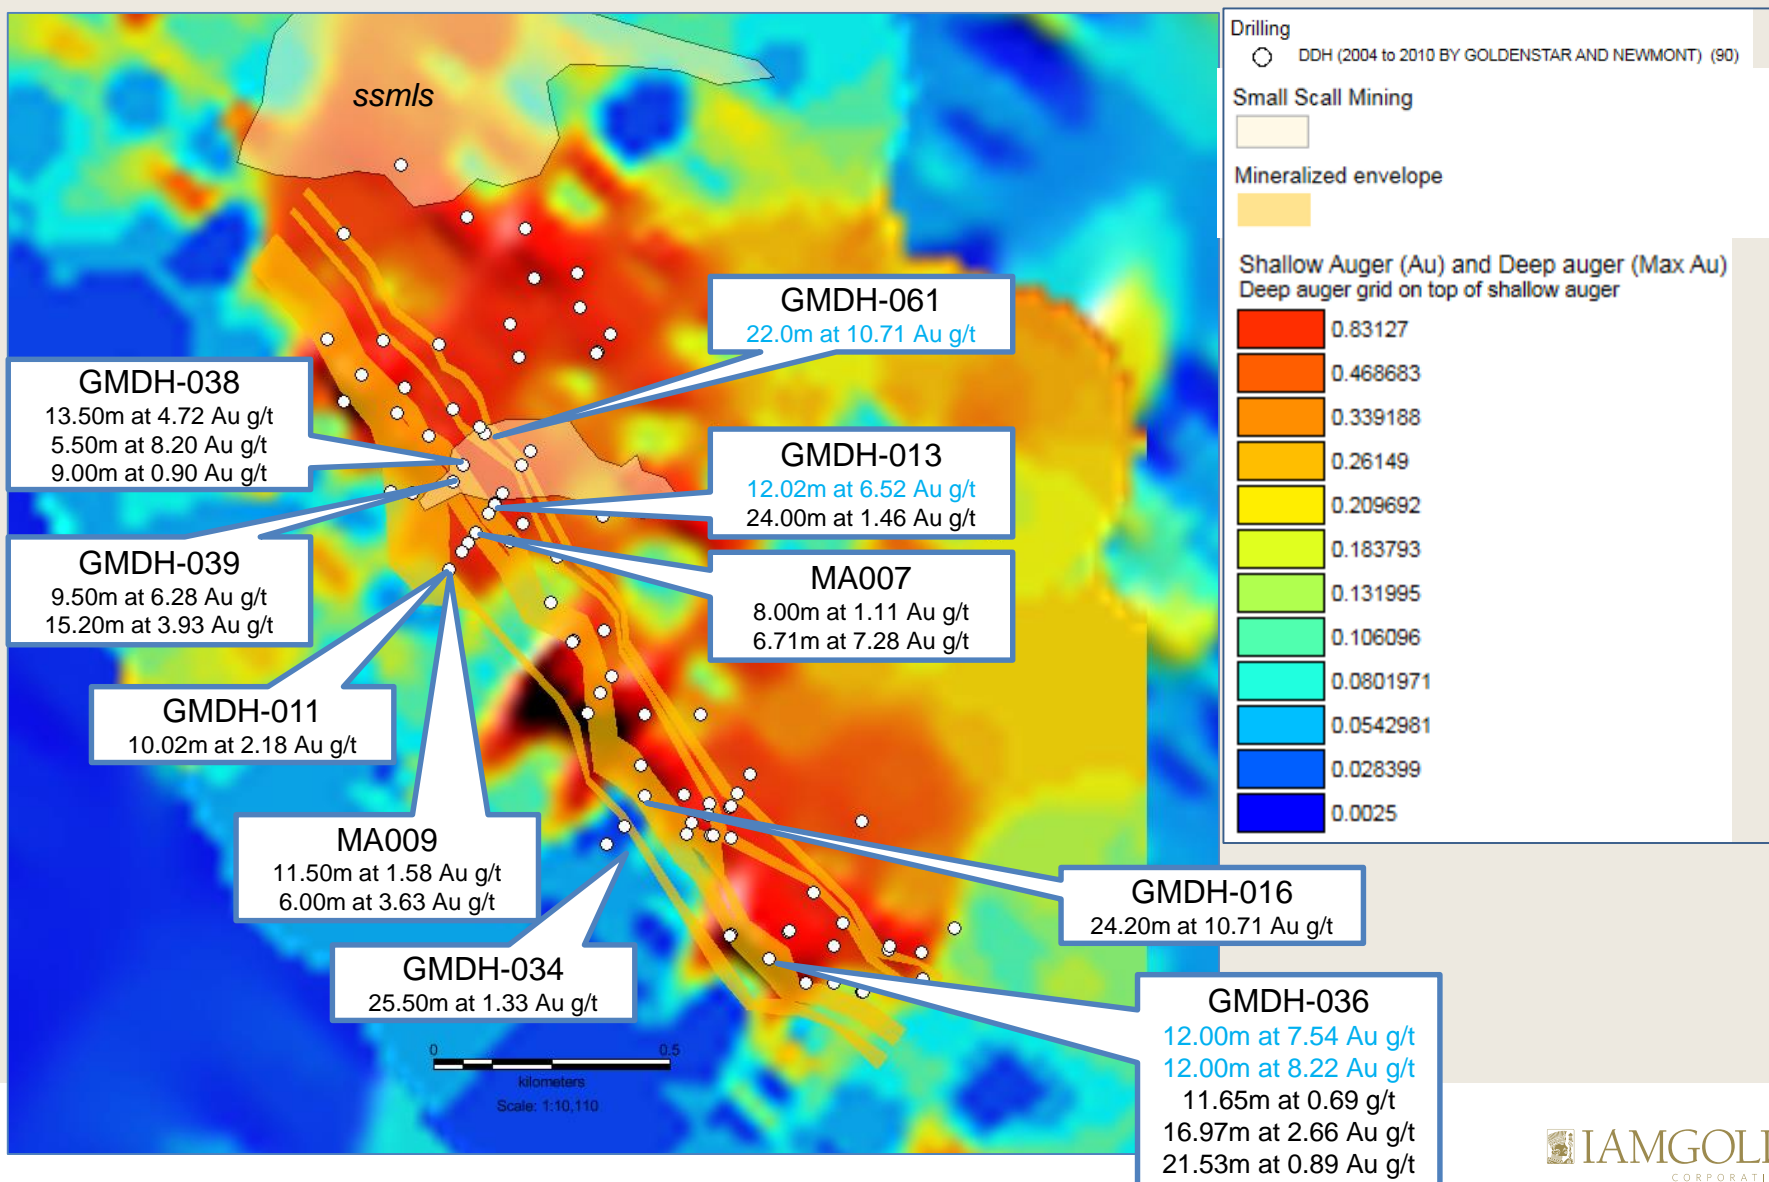 ssmls
GMDH-061
22.0m at 10.71 Au g/t
GMDH-038
13.50m at 4.72 Au g/t
5.50m at 8.20 Au g/t
9.00m at 0.90 Au g/t
GMDH-013
12.02m at 6.52 Au g/t
24.00m at 1.46 Au g/t
GMDH-039
9.50m at 6.28 Au g/t
15.20m at 3.93 Au g/t
MA007
8.00m at 1.11 Au g/t
6.71m at 7.28 Au g/t
GMDH-011
10.02m at 2.18 Au g/t
MA009
11.50m at 1.58 Au g/t
6.00m at 3.63 Au g/t
GMDH-016
24.20m at 10.71 Au g/t
GMDH-034
25.50m at 1.33 Au g/t
GMDH-036
12.00m at 7.54 Au g/t
12.00m at 8.22 Au g/t
11.65m at 0.69 g/t
16.97m at 2.66 Au g/t
21.53m at 0.89 Au g/t
0 0.5
kilometers
Scale: 1:10,110
Drilling
DDH (2004 to 2010 BY GOLDENSTAR AND NEWMONT) (90)
Small Scall Mining
Mineralized envelope
Shallow Auger (Au) and Deep auger (Max Au)
Deep auger grid on top of shallow auger
0.83127
0.468683
0.339188
0.26149
0.209692
0.183793
0.131995
0.106096
0.0801971
0.0542981
0.028399
0.0025
IAMGOLD
CORPORATI